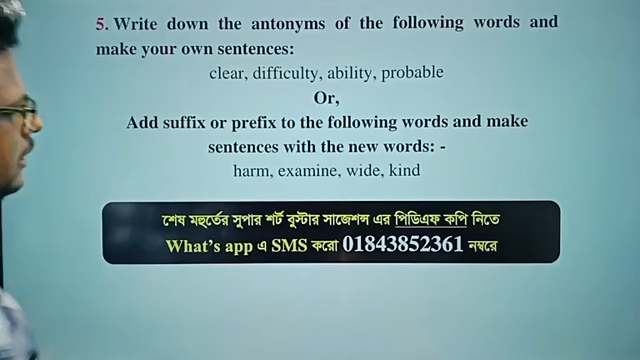 5. Write down the antonyms of the following words and
make your own sentences:
clear, difficulty, ability, probable
Or,
Add suffix or prefix to the following words and make
sentences with the new words: -
harm, examine, wide, kind
শেষ মহুর্তের সুপার শর্ট বুস্টার সাজেশন্স এর পিডিএফ কপি নিতে
What's app এ SMS করো 01843852361 নম্বরে